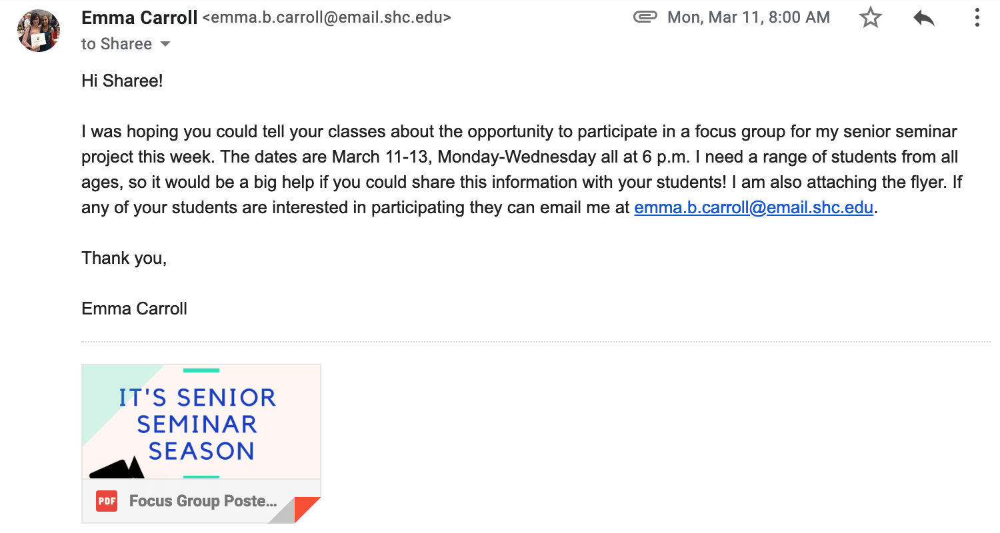 Emma Carroll <emma.b.carroll@email.shc.edu>
Mon, Mar 11, 8:00 AM
to Sharee
Hi Sharee!
I was hoping you could tell your classes about the opportunity to participate in a focus group for my senior seminar
project this week. The dates are March 11-13, Monday-Wednesday all at 6 p.m. I need a range of students from all
ages, so it would be a big help if you could share this information with your students! I am also attaching the flyer. If
any of your students are interested in participating they can email me at emma.b.carroll@email.shc.edu.
Thank you,
Emma Carroll
IT'S SENIOR
SEMINAR
SEASON
PDF Focus Group Poste...